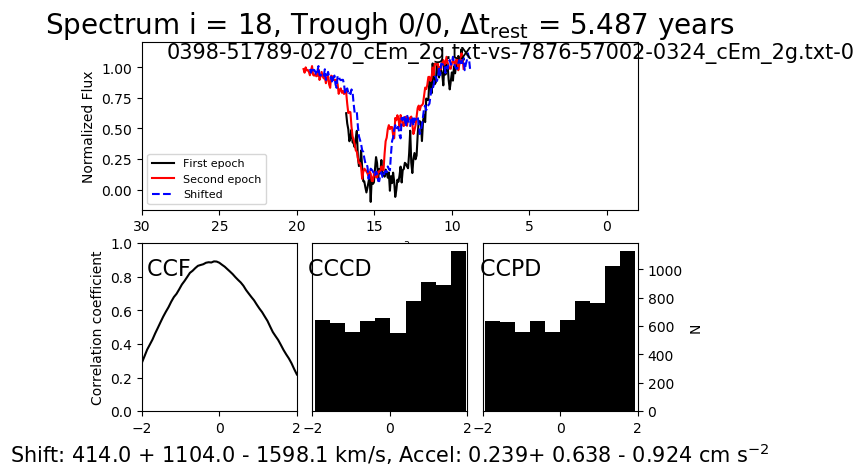 Spectrum i = 18, Trough 0/0, Δt_rest = 5.487 years
0398-51789-0270_cEm_2g.txt-vs-7876-57002-0324_cEm_2g.txt-0
Normalized Flux
1.00
0.75
0.50
0.25
0.00
First epoch
Second epoch
Shifted
30 25 20 15 10 5 0
Correlation coefficient
1.0
0.8
0.6
0.4
0.2
0.0
CCF
−2 0 2
CCCD
−2 0 2
CCPD
−2 0 2
1000
800
600
400
200
0
N
Shift: 414.0 + 1104.0 - 1598.1 km/s, Accel: 0.239+ 0.638 - 0.924 cm s⁻²